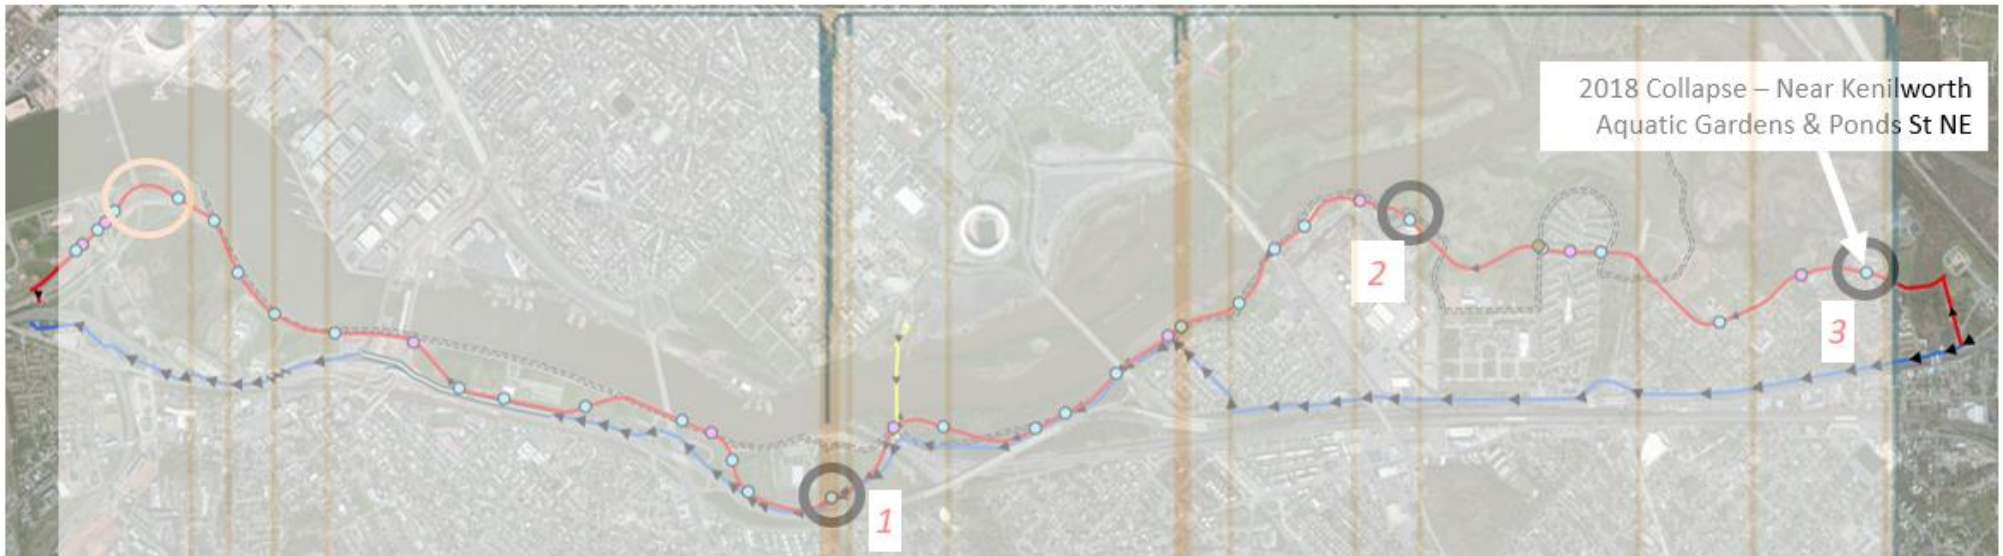 2018 Collapse – Near Kenilworth
Aquatic Gardens & Ponds St NE
2
3
1